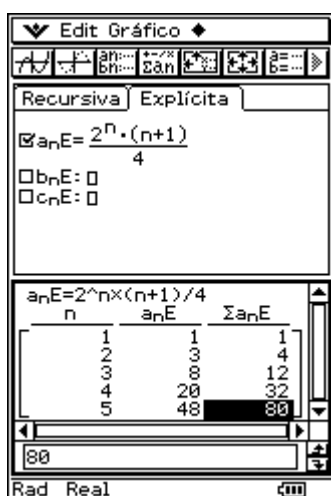 Edit Gráfico
Recursiva Explícita
☑aₙE= 2ⁿ·(n+1)
4
□bₙE:□
□cₙE:□
aₙE=2^n×(n+1)/4
n aₙE ΣaₙE
1 1 1
2 3 4
3 8 12
4 20 32
5 48 80
80
Rad Real